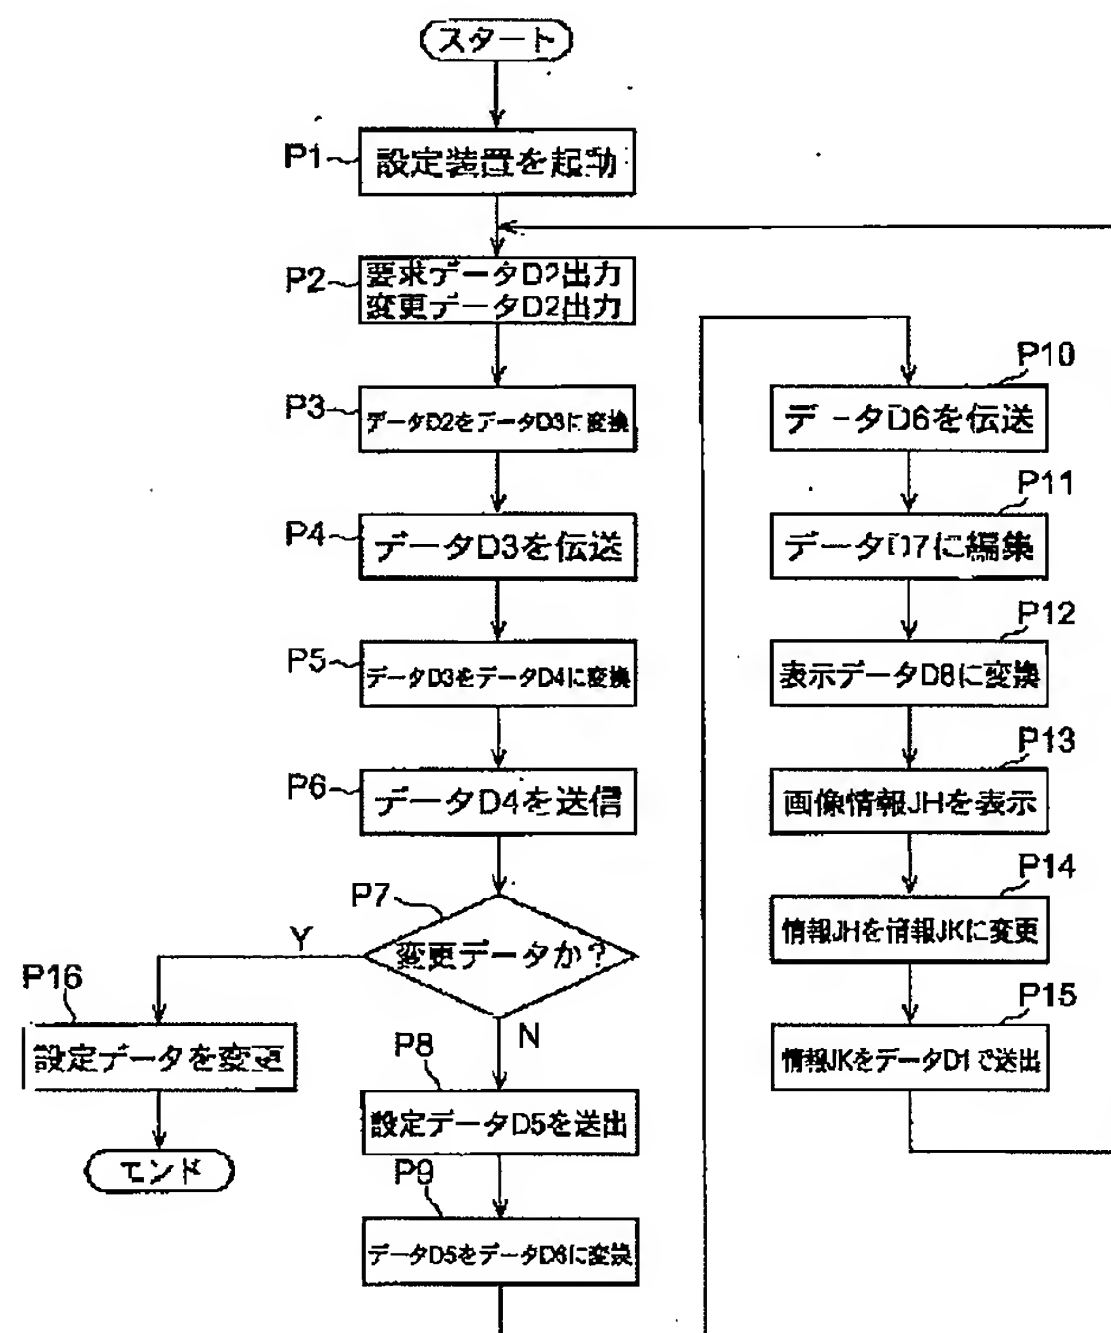 スタート
P1
設定装置を起動
P2
要求データD2出力
変更データD2出力
P3
データD2をデータD3に変換
P4
データD3を伝送
P5
データD3をデータD4に変換
P6
データD4を送信
P7
変更データか?
Y
N
P16
設定データを変更
エンド
P8
設定データD5を送出
P9
データD5をデータD6に変換
P10
データD6を伝送
P11
データD7に編集
P12
表示データD8に変換
P13
画像情報JHを表示
P14
情報JHを情報JKに変更
P15
情報JKをデータD1で送出